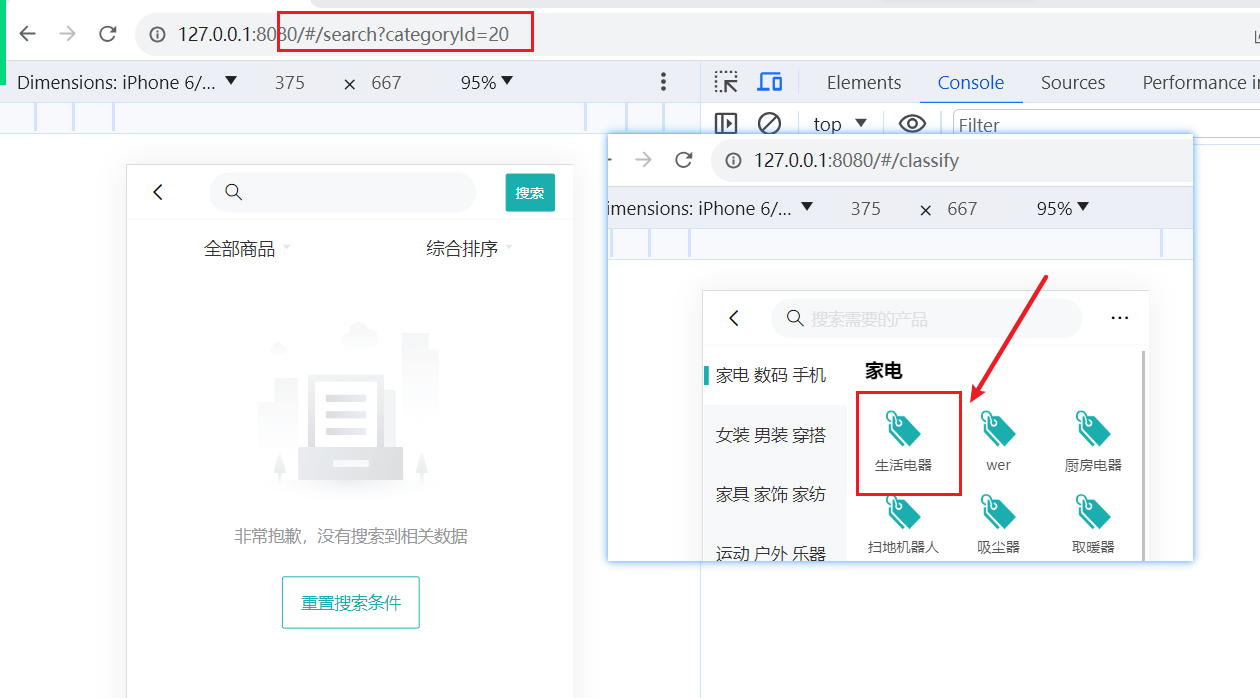 127.0.0.1:8080/#/search?categoryId=20
Dimensions: iPhone 6/... ▼ 375 × 667 95% ▼
Elements Console Sources Performance in
top ▼ Filter
搜索
全部商品 综合排序
非常抱歉，没有搜索到相关数据
重置搜索条件
127.0.0.1:8080/#/classify
imensions: iPhone 6/... ▼ 375 × 667 95% ▼
搜索需要的产品 ...
家电 数码 手机
女装 男装 穿搭
家具 家饰 家纺
运动 户外 乐器
家电
生活电器 wer 厨房电器
扫地机器人 吸尘器 取暖器